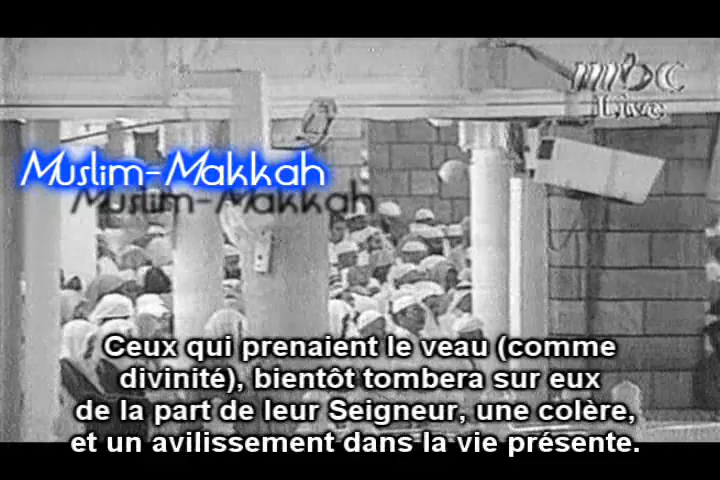 MBC
Live
Muslim-Makkah
Muslim-Makkah
Ceux qui prenaient le veau (comme
divinité), bientôt tombera sur eux
de la part de leur Seigneur, une colère,
et un avilissement dans la vie présente.